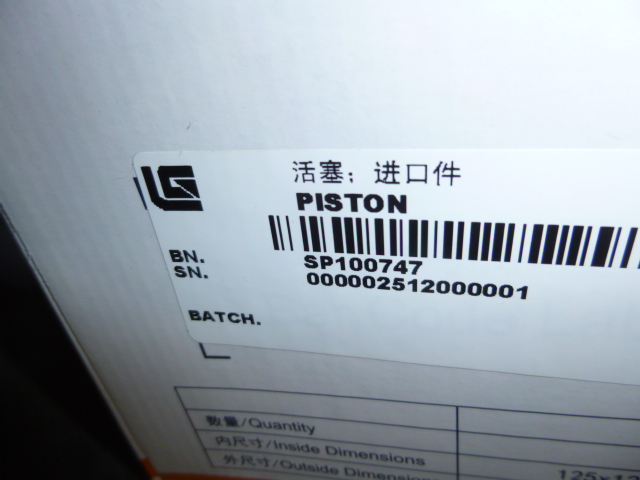 活塞；进口件
PISTON
BN. SP100747
SN. 000002512000001
BATCH.
数量/Quantity
内尺寸/Inside Dimensions
外尺寸/Outside Dimensions